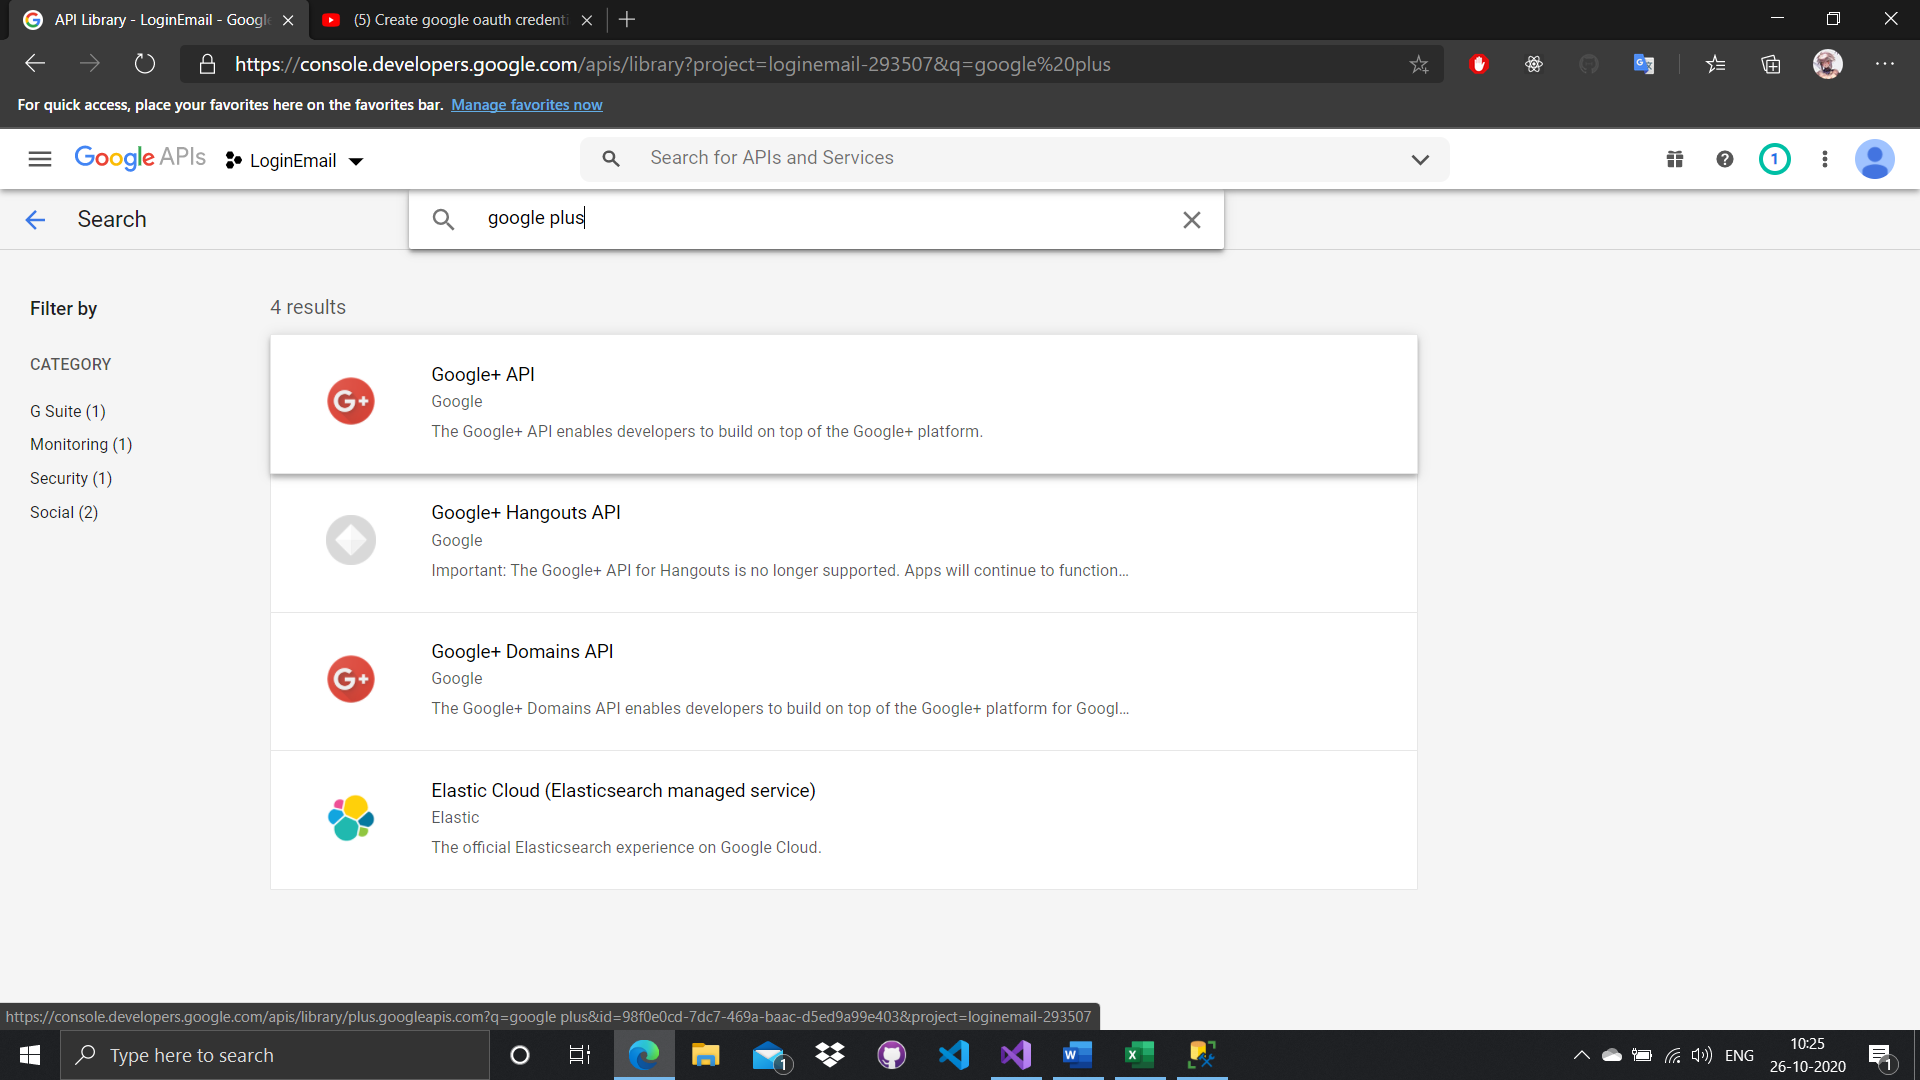 API Library - LoginEmail - Google
(5) Create google oauth credenti
https://console.developers.google.com/apis/library?project=loginemail-293507&q=google%20plus
For quick access, place your favorites here on the favorites bar. Manage favorites now
Google APIs
LoginEmail
Search for APIs and Services
1
Search
google plus
Filter by
CATEGORY
G Suite (1)
Monitoring (1)
Security (1)
Social (2)
4 results
G+
Google+ API
Google
The Google+ API enables developers to build on top of the Google+ platform.
Google+ Hangouts API
Google
Important: The Google+ API for Hangouts is no longer supported. Apps will continue to function...
G+
Google+ Domains API
Google
The Google+ Domains API enables developers to build on top of the Google+ platform for Googl...
Elastic Cloud (Elasticsearch managed service)
Elastic
The official Elasticsearch experience on Google Cloud.
https://console.developers.google.com/apis/library/plus.googleapis.com?q=google plus&id=98f0e0cd-7dc7-469a-baac-d5ed9a99e403&project=loginemail-293507
Type here to search
1
ENG
10:25
26-10-2020
1